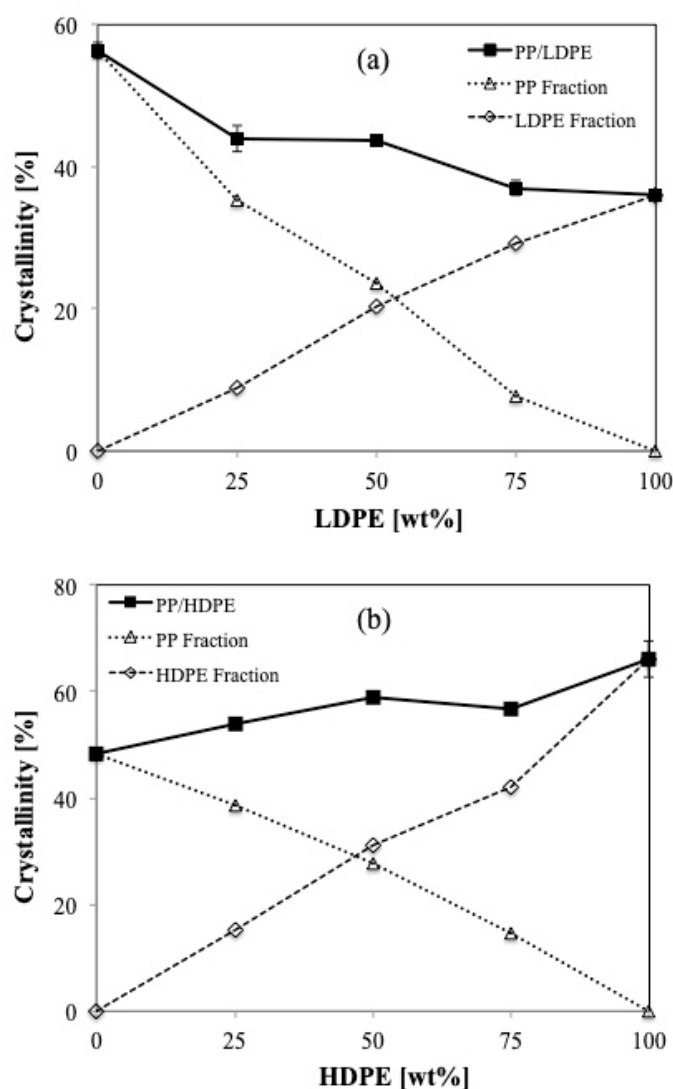 60
40
20
0
Crystallinity [%]
(a)
PP/LDPE
PP Fraction
LDPE Fraction
0 25 50 75 100
LDPE [wt%]
80
60
40
20
0
Crystallinity [%]
PP/HDPE
PP Fraction
HDPE Fraction
(b)
0 25 50 75 100
HDPE [wt%]